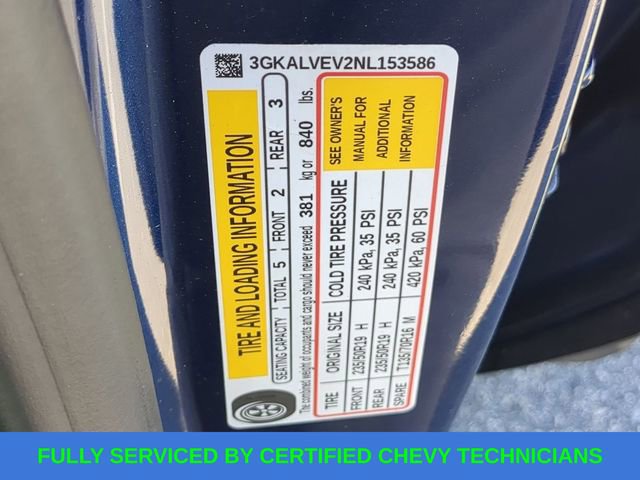 3GKALVEV2NL153586
TIRE AND LOADING INFORMATION
SEATING CAPACITY TOTAL 5 FRONT 2 REAR 3
The combined weight of occupants and cargo should never exceed 381 kg or 840 lbs.
TIRE ORIGINAL SIZE COLD TIRE PRESSURE SEE OWNER'S
FRONT 235/50R19 H 240 kPa, 35 PSI MANUAL FOR
REAR 235/50R19 H 240 kPa, 35 PSI ADDITIONAL
SPARE T135/70R16 M 420 kPa, 60 PSI INFORMATION
FULLY SERVICED BY CERTIFIED CHEVY TECHNICIANS